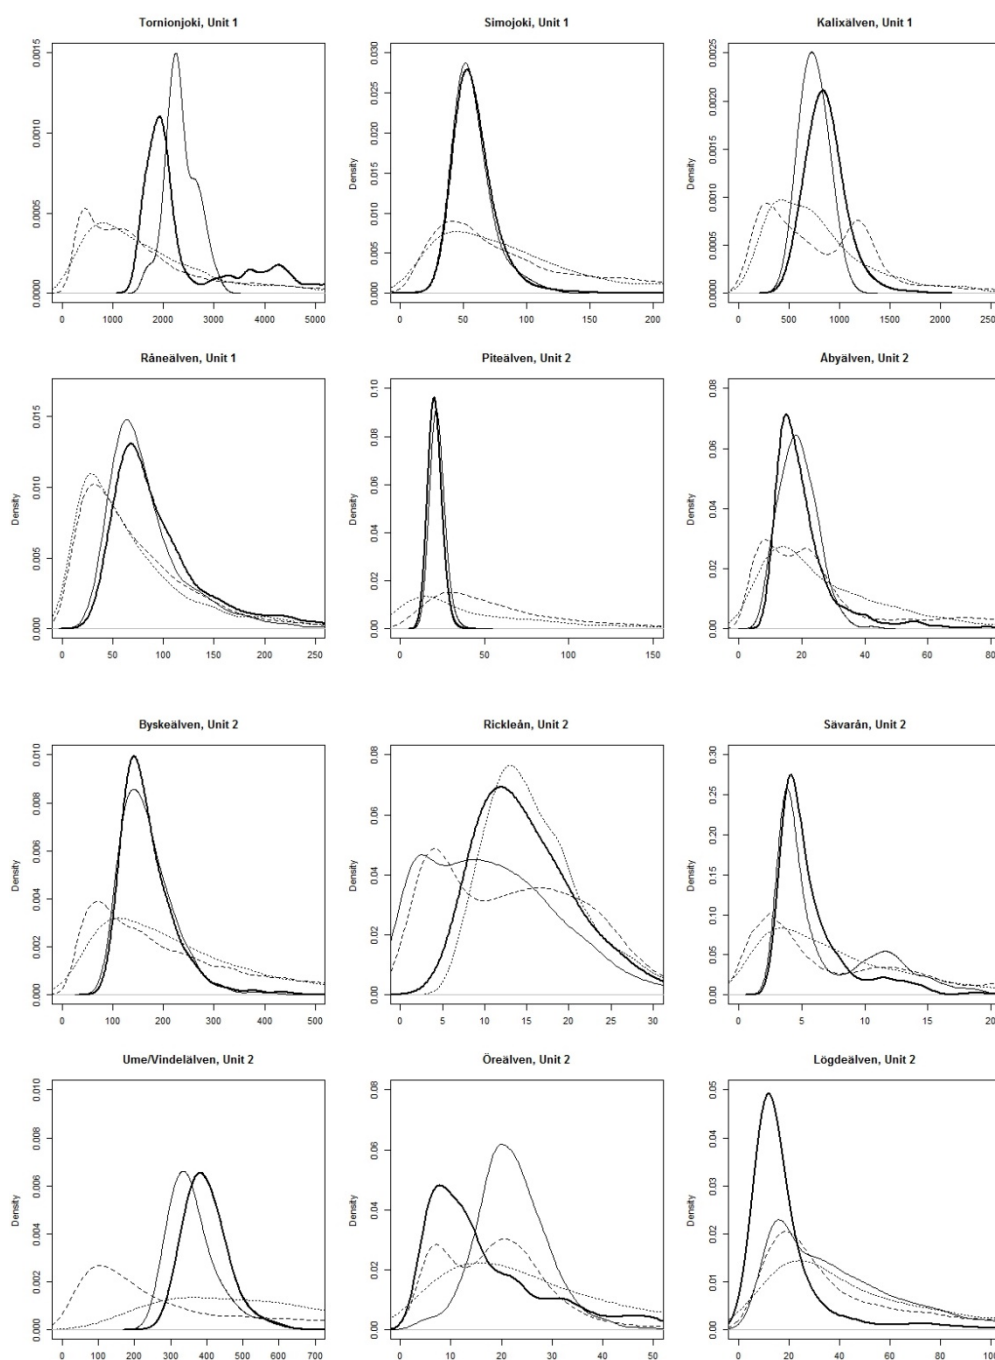 Tornionjoki, Unit 1
0.0000 0.0005 0.0010 0.0015
0 1000 2000 3000 4000 5000
Simojoki, Unit 1
Density
0.000 0.005 0.010 0.015 0.020 0.025 0.030
0 50 100 150 200
Kalixälven, Unit 1
Density
0.0000 0.0005 0.0010 0.0015 0.0020 0.0025
0 500 1000 1500 2000
Råneälven, Unit 1
0.000 0.005 0.010 0.015
0 50 100 150 200 250
Piteälven, Unit 2
Density
0.00 0.02 0.04 0.06 0.08 0.10
0 50 100 150
Åbyälven, Unit 2
Density
0.00 0.02 0.04 0.06 0.08
0 20 40 60 80
Byskeälven, Unit 2
0.000 0.002 0.004 0.006 0.008 0.010
0 100 200 300 400 500
Rickleån, Unit 2
Density
0.00 0.02 0.04 0.06 0.08
0 5 10 15 20 25 30
Sävarån, Unit 2
Density
0.00 0.05 0.10 0.15 0.20 0.25 0.30
0 5 10 15 20
Ume/Vindelälven, Unit 2
0.000 0.002 0.004 0.006 0.008 0.010
0 100 200 300 400 500 600 700
Öreälven, Unit 2
Density
0.00 0.02 0.04 0.06 0.08
0 10 20 30 40 50
Lögdeälven, Unit 2
Density
0.00 0.01 0.02 0.03 0.04 0.05
0 20 40 60 80